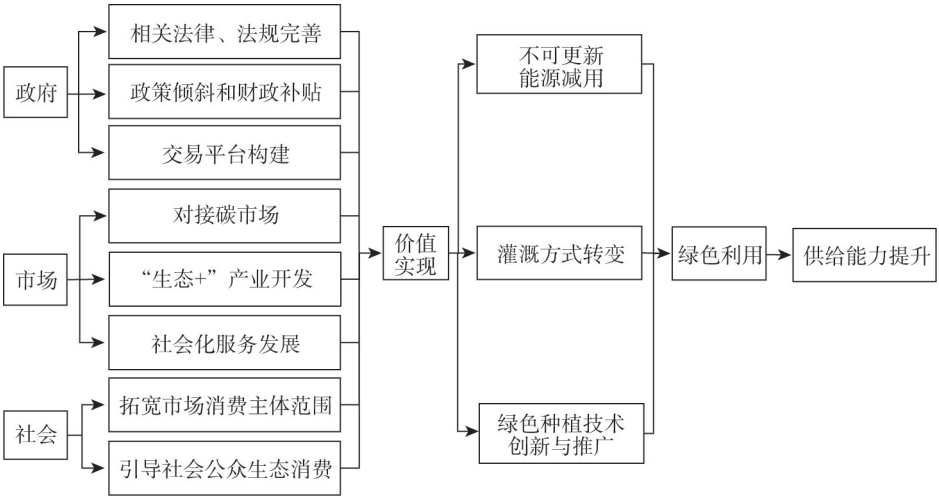 政府
相关法律、法规完善
政策倾斜和财政补贴
交易平台构建
市场
对接碳市场
“生态+”产业开发
社会化服务发展
社会
拓宽市场消费主体范围
引导社会公众生态消费
价值
实现
不可更新
能源减用
灌溉方式转变
绿色种植技术
创新与推广
绿色利用
供给能力提升